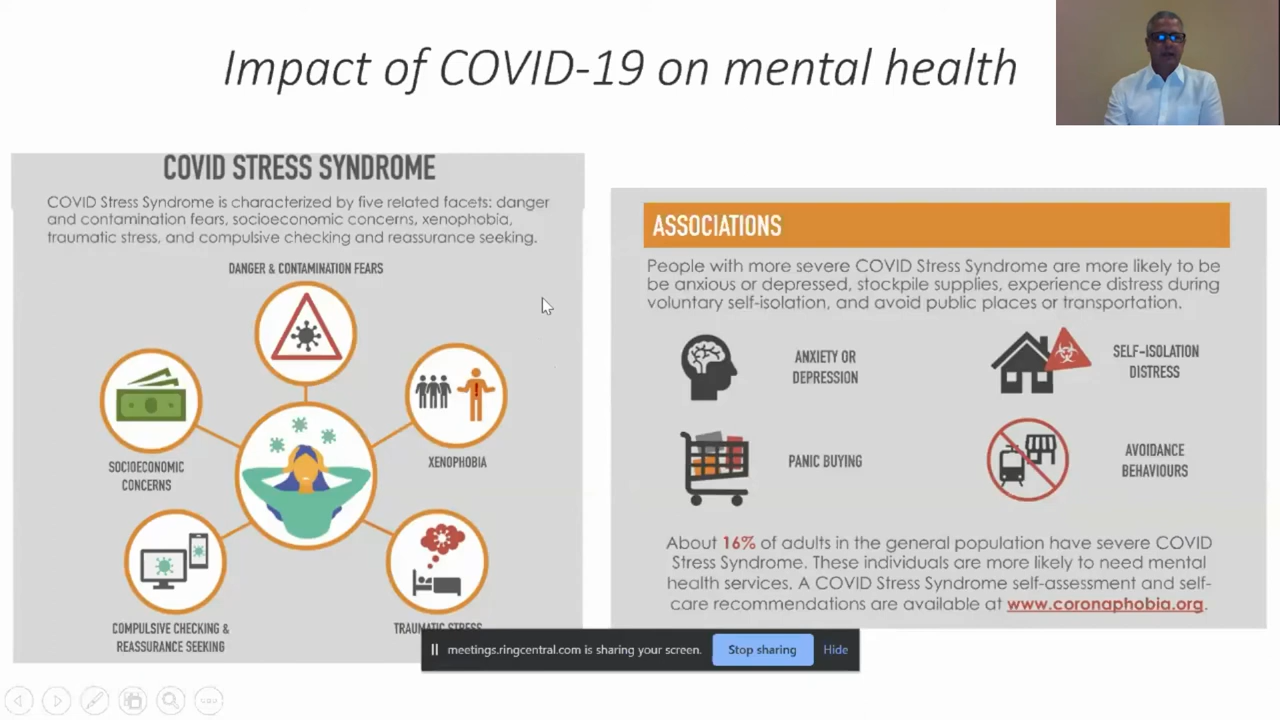 Impact of COVID-19 on mental health
COVID STRESS SYNDROME
COVID Stress Syndrome is characterized by five related facets: danger
and contamination fears, socioeconomic concerns, xenophobia,
traumatic stress, and compulsive checking and reassurance seeking.
DANGER & CONTAMINATION FEARS
SOCIOECONOMIC
CONCERNS
XENOPHOBIA
COMPULSIVE CHECKING &
REASSURANCE SEEKING
TRAUMATIC STRESS
ASSOCIATIONS
People with more severe COVID Stress Syndrome are more likely to be
be anxious or depressed, stockpile supplies, experience distress during
voluntary self-isolation, and avoid public places or transportation.
ANXIETY OR
DEPRESSION
SELF-ISOLATION
DISTRESS
PANIC BUYING
AVOIDANCE
BEHAVIOURS
About 16% of adults in the general population have severe COVID
Stress Syndrome. These individuals are more likely to need mental
health services. A COVID Stress Syndrome self-assessment and self-
care recommendations are available at www.coronaphobia.org.
meetings.ringcentral.com is sharing your screen.
Stop sharing
Hide